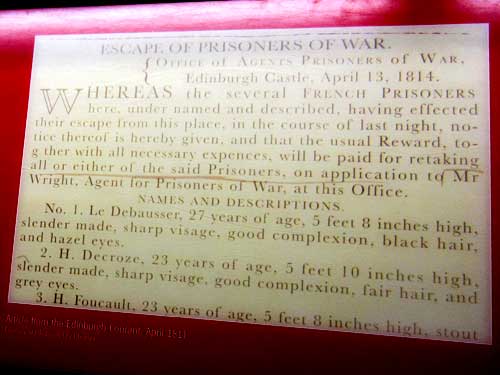 ESCAPE OF PRISONERS OF WAR.
OFFICE OF AGENTS PRISONERS OF WAR,
Edinburgh Castle, April 13, 1814.
WHEREAS the several FRENCH PRISONERS
here, under named and described, having effected
their escape from this place, in the course of last night, no-
tice thereof is hereby given, and that the usual Reward, to-
g ther with all necessary expences, will be paid for retaking
all or either of the said Prisoners, on application to Mr
Wright, Agent for Prisoners of War, at this Office.
NAMES AND DESCRIPTIONS.
No. 1. Le Debausser, 27 years of age, 5 feet 8 inches high,
slender made, sharp visage, good complexion, black hair,
and hazel eyes.
2. H. Decroze, 23 years of age, 5 feet 10 inches high,
slender made, sharp visage, good complexion, fair hair, and
grey eyes.
3. H. Foucault, 23 years of age, 5 feet 8 inches high, stout
Article from the Edinburgh Courant, April 1811